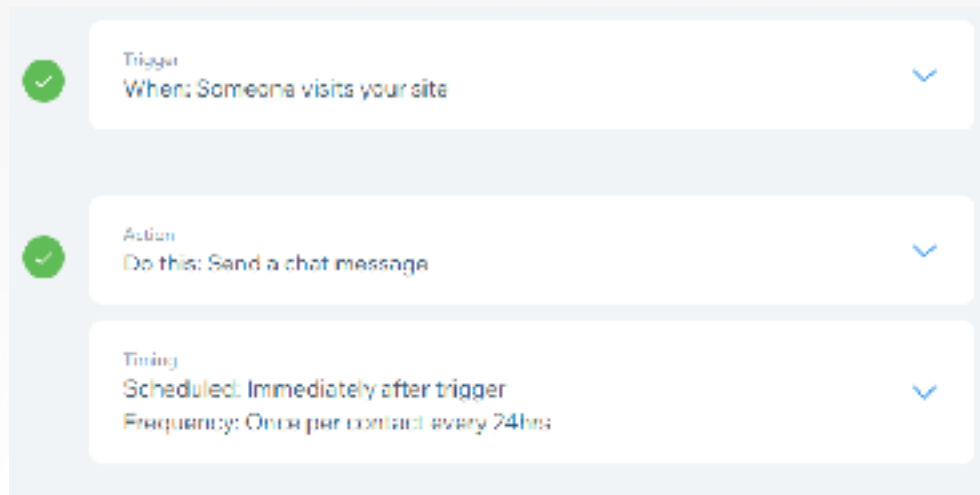 Trigger
When: Someone visits your site
Action
Do this: Send a chat message
Timing
Scheduled: Immediately after trigger
Frequency: Once per contact every 24hrs